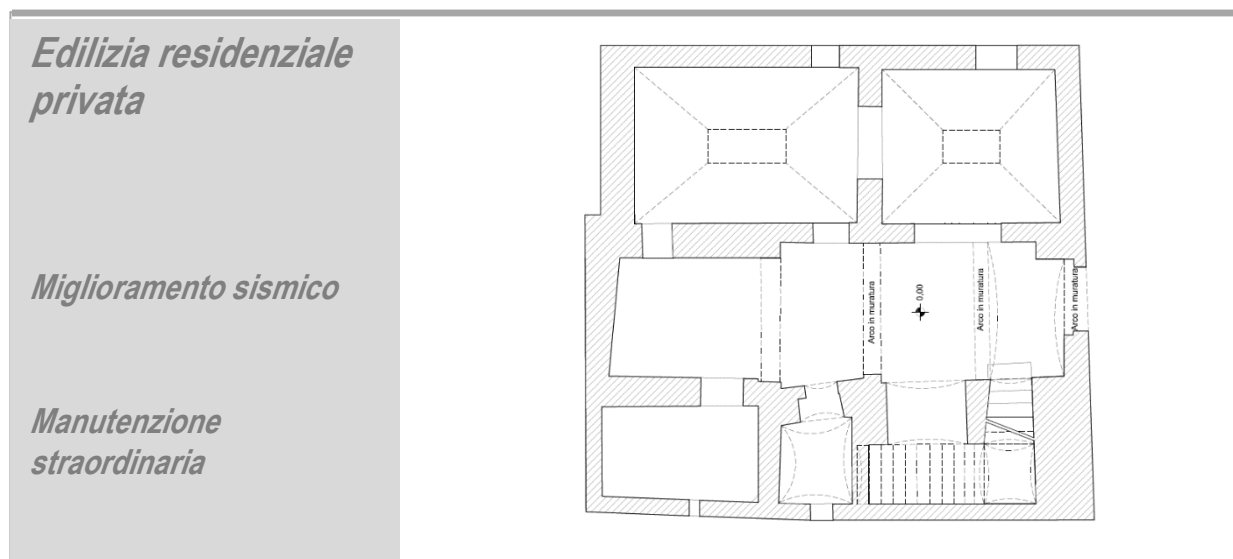 Edilizia residenziale
privata
Miglioramento sismico
Manutenzione
straordinaria
Arco in muratura
0,00
Arco in muratura
Arco in muratura